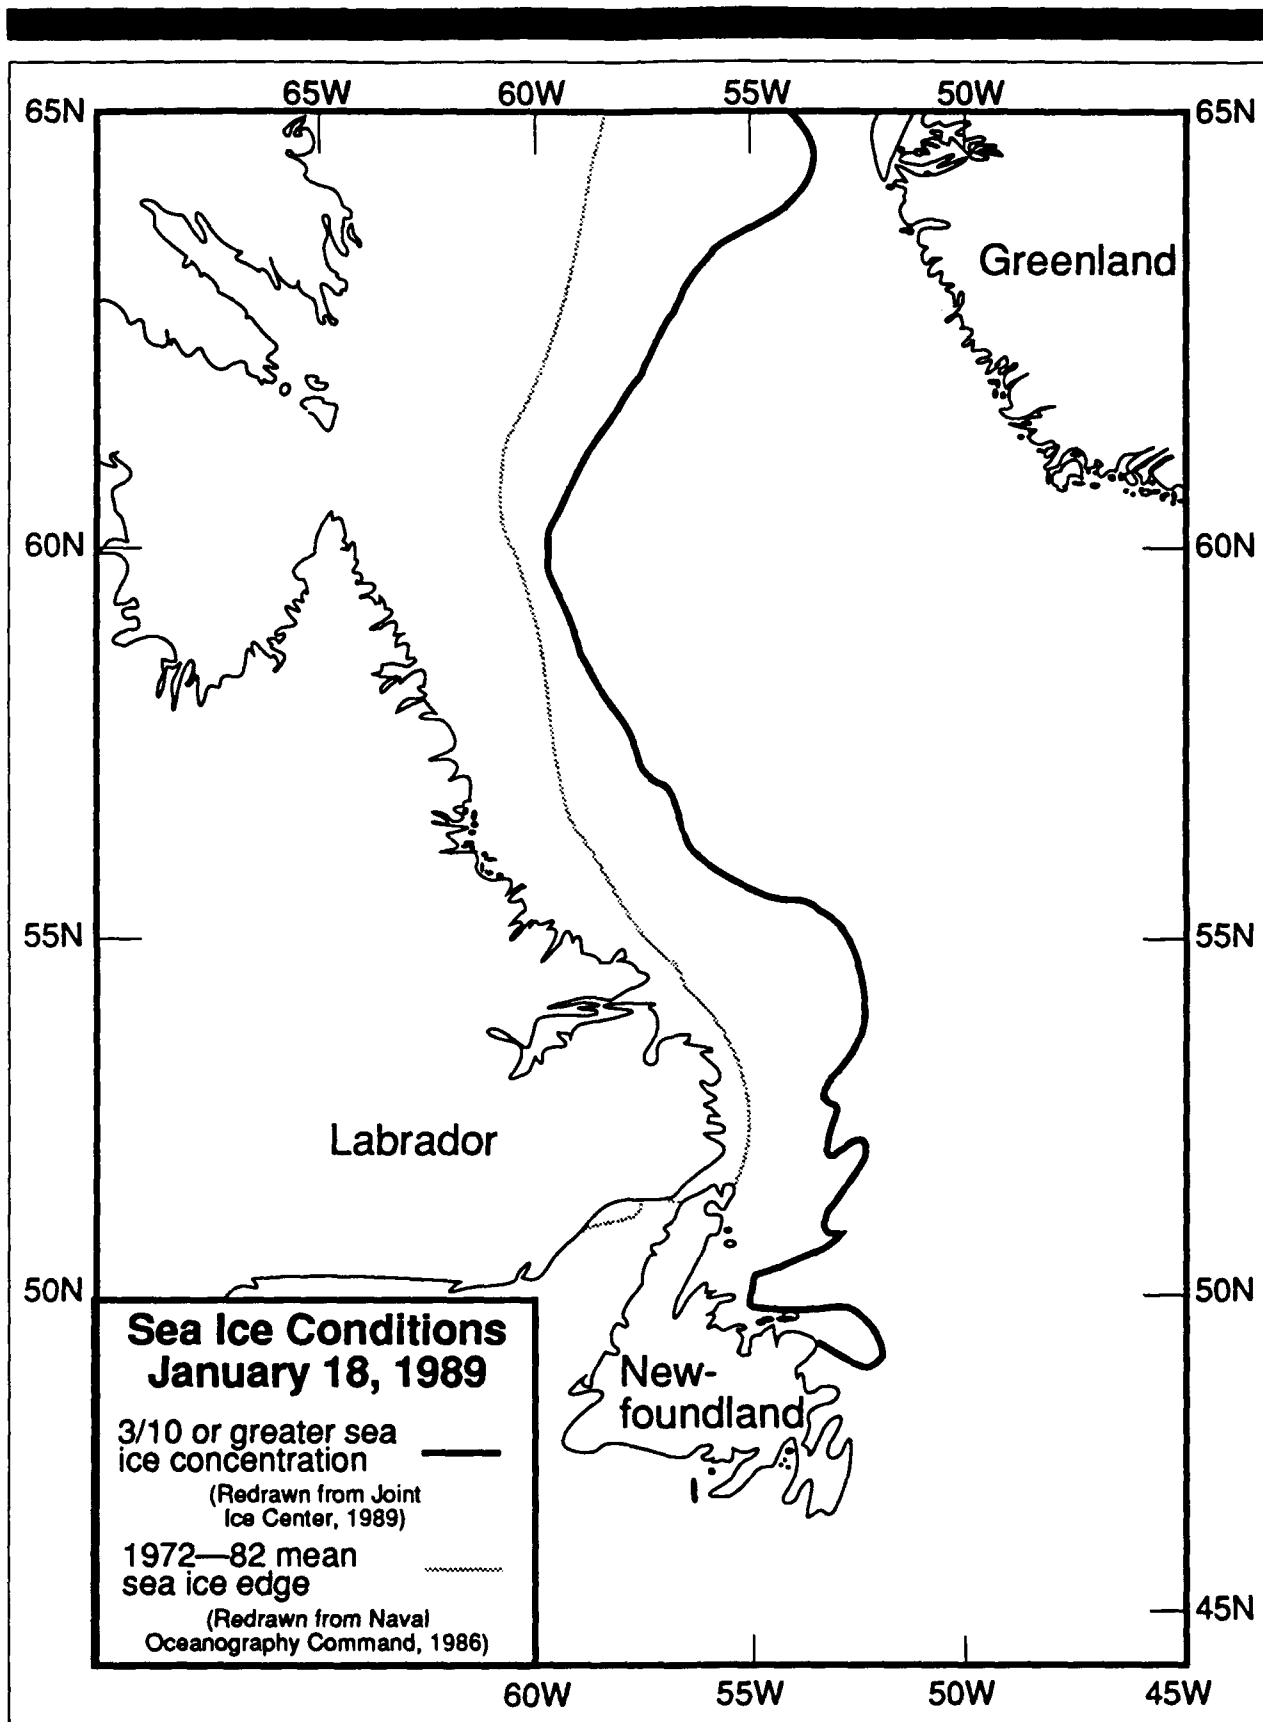 65W 60W 55W 50W
65N 65N
Greenland
60N 60N
55N 55N
Labrador
50N 50N
Sea Ice Conditions
January 18, 1989
New-
foundland
3/10 or greater sea
ice concentration
(Redrawn from Joint
Ice Center, 1989)
1972—82 mean
sea ice edge
(Redrawn from Naval
Oceanography Command, 1986)
45N
60W 55W 50W 45W